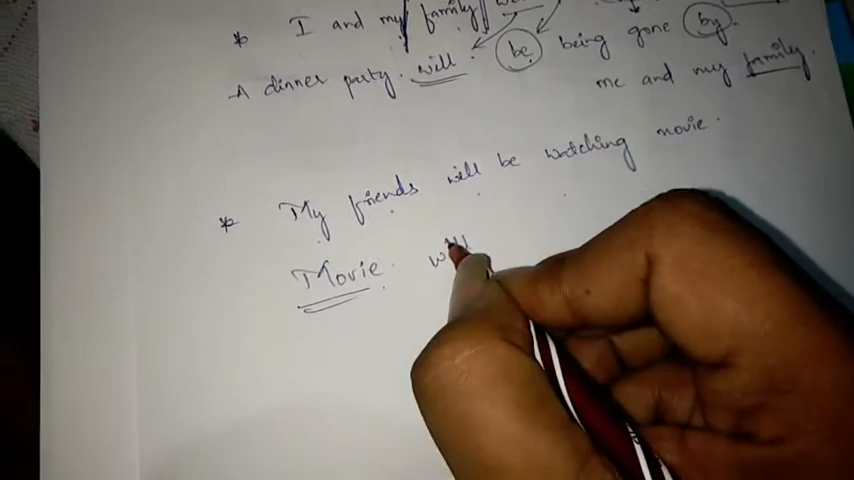 * I and my family
A dinner party will be being gone by
me and my family.
* My friends will be watching movie.
Movie will